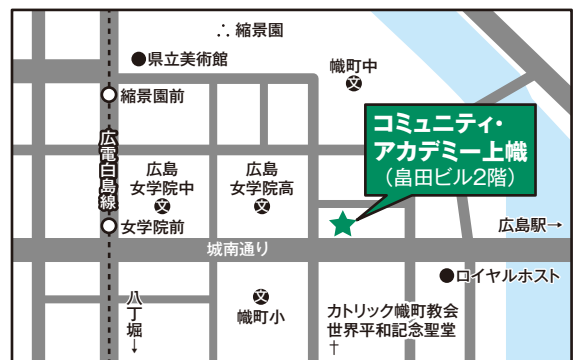 ∴ 縮景園
●県立美術館
幟町中
文
縮景園前
コミュニティ・
アカデミー上幟
（畠田ビル2階）
広電白島線
広島
女学院中
文
広島
女学院高
文
女学院前
広島駅→
城南通り
●ロイヤルホスト
八丁堀↓
文
幟町小
カトリック幟町教会
世界平和記念聖堂
†